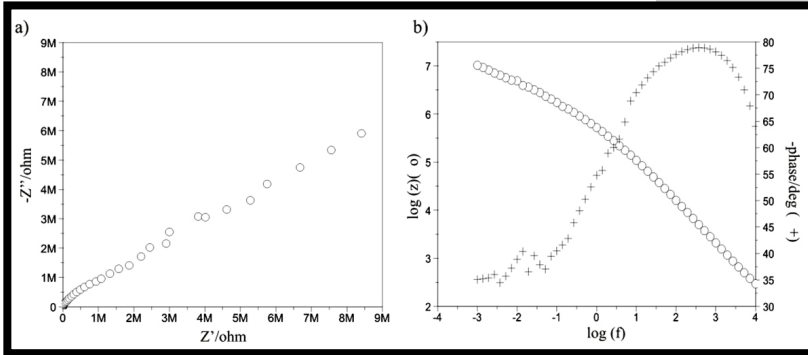 a)
9M
8M
7M
6M
5M
4M
3M
2M
1M
0
-Z''/ohm
0 1M 2M 3M 4M 5M 6M 7M 8M 9M
Z'/ohm
b)
7
6
5
4
3
2
log (z)( o)
80
75
70
65
60
55
50
45
40
35
30
-phase/deg ( +)
-4 -3 -2 -1 0 1 2 3 4
log (f)